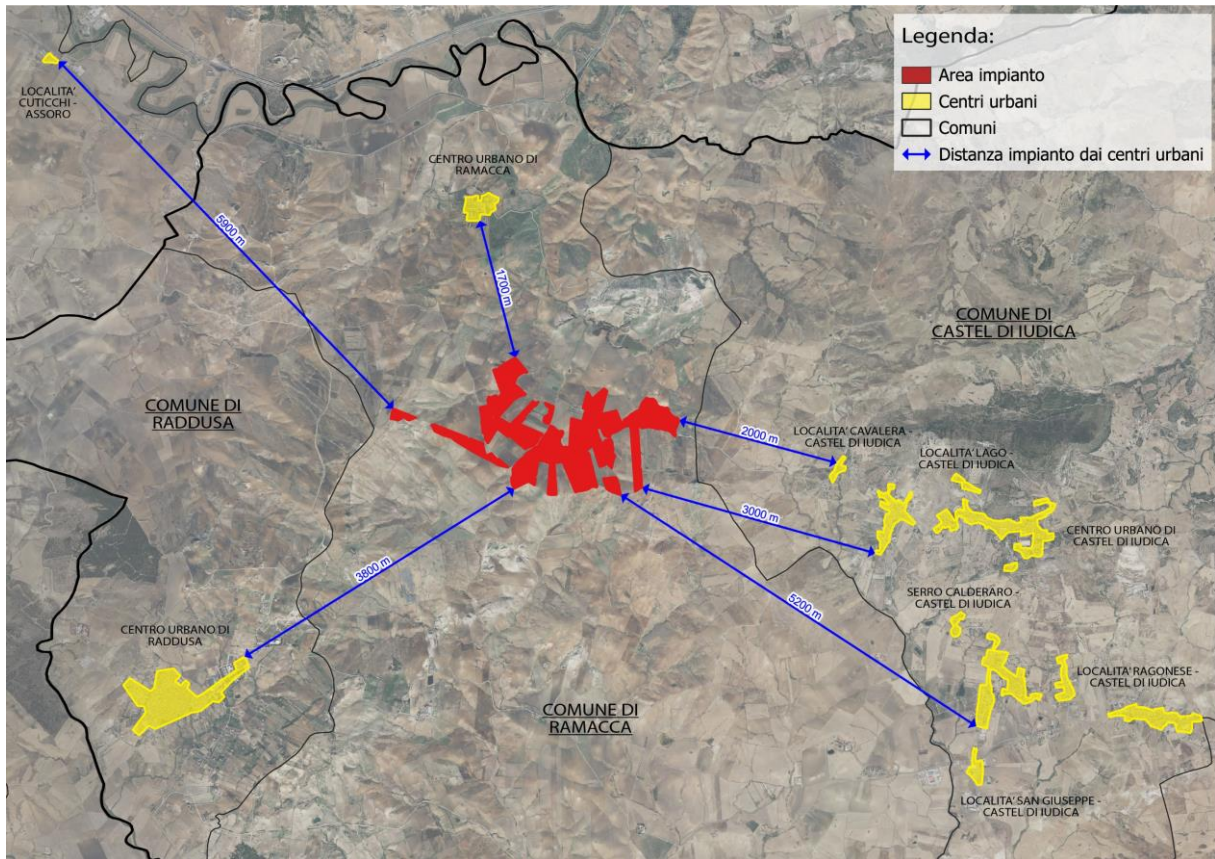 Legenda:
Area impianto
Centri urbani
Comuni
Distanza impianto dai centri urbani
LOCALITA' CUTICCHI -
ASSORO
CENTRO URBANO DI
RAMACCA
5900 m
1700 m
COMUNE DI
CASTEL DI IUDICA
COMUNE DI
RADDUSA
2000 m
LOCALITA' CAVALERA -
CASTEL DI IUDICA
LOCALITA' LAGO -
CASTEL DI IUDICA
3000 m
CENTRO URBANO DI
CASTEL DI IUDICA
3800 m
5200 m
SERRO CALDERARO -
CASTEL DI IUDICA
CENTRO URBANO DI
RADDUSA
LOCALITA' RAGONESE -
CASTEL DI IUDICA
COMUNE DI
RAMACCA
LOCALITA' SAN GIUSEPPE -
CASTEL DI IUDICA